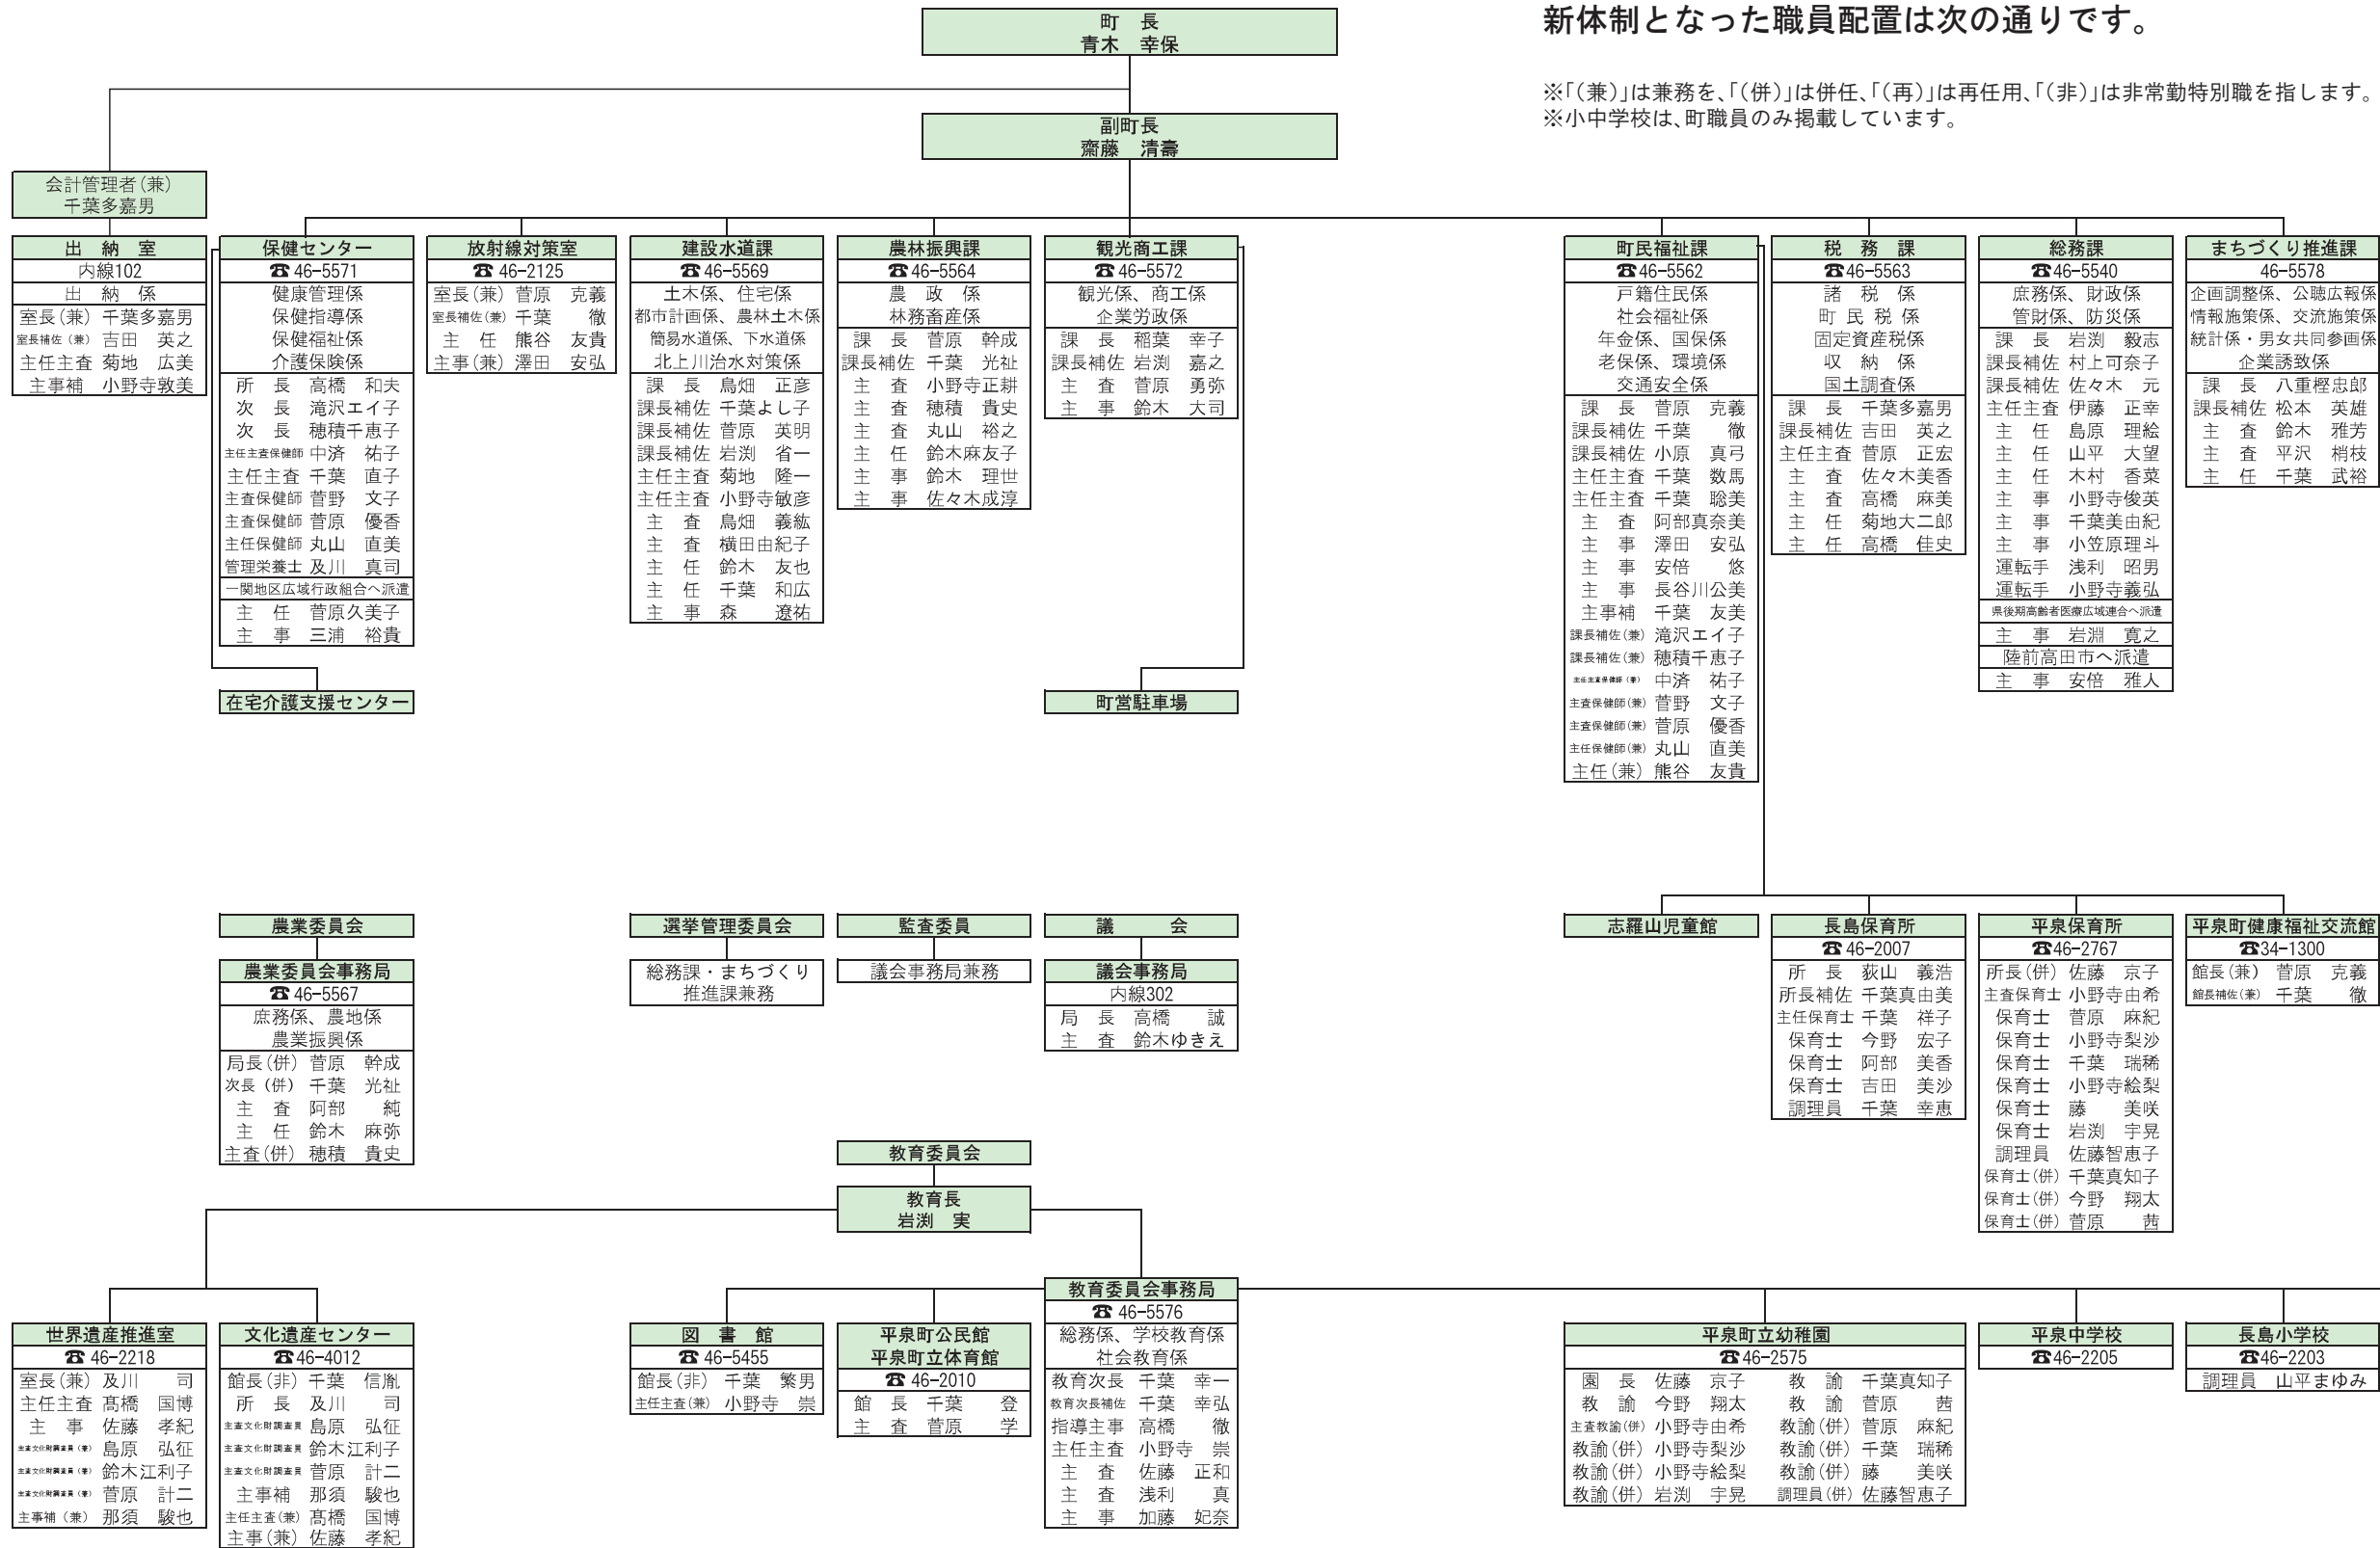 新体制となった職員配置は次の通りです。
※「（兼）」は兼務を、「（併）」は併任、「（再）」は再任用、「（非）」は非常勤特別職を指します。
※小中学校は、町職員のみ掲載しています。
町　長
青木　幸保
副町長
齋藤　清壽
会計管理者（兼）
千葉多嘉男
出　納　室
内線102
出　納　係
室長（兼） 千葉多嘉男
室長補佐（兼） 吉田　英之
主任主査 菊地　広美
主事補 小野寺敦美
保健センター
☎ 46-5571
健康管理係
保健指導係
保健福祉係
介護保険係
所　長 高橋　和夫
次　長 滝沢エイ子
次　長 穂積千恵子
主任主査保健師 中済　祐子
主任主査 千葉　直子
主査保健師 菅野　文子
主査保健師 菅原　優香
主任保健師 丸山　直美
管理栄養士 及川　真司
一関地区広域行政組合へ派遣
主　任 菅原久美子
主　事 三浦　裕貴
在宅介護支援センター
放射線対策室
☎ 46-2125
室長（兼） 菅原　克義
室長補佐（兼） 千葉　　徹
主　任 熊谷　友貴
主事（兼） 澤田　安弘
建設水道課
☎ 46-5569
土木係、住宅係
都市計画係、農林土木係
簡易水道係、下水道係
北上川治水対策係
課　長 鳥畑　正彦
課長補佐 千葉よし子
課長補佐 菅原　英明
課長補佐 岩渕　省一
主任主査 菊地　隆一
主任主査 小野寺敏彦
主　査 鳥畑　義紘
主　査 横田由紀子
主　任 鈴木　友也
主　任 千葉　和広
主　事 森　　遼祐
農林振興課
☎ 46-5564
農　政　係
林務畜産係
課　長 菅原　幹成
課長補佐 千葉　光祉
主　査 小野寺正耕
主　査 穂積　貴史
主　査 丸山　裕之
主　任 鈴木麻友子
主　事 鈴木　理世
主　事 佐々木成淳
観光商工課
☎ 46-5572
観光係、商工係
企業労政係
課　長 稲葉　幸子
課長補佐 岩渕　嘉之
主　査 菅原　勇弥
主　事 鈴木　大司
町営駐車場
町民福祉課
☎46-5562
戸籍住民係
社会福祉係
年金係、国保係
老保係、環境係
交通安全係
課　長 菅原　克義
課長補佐 千葉　　徹
課長補佐 小原　真弓
主任主査 千葉　数馬
主任主査 千葉　聡美
主　査 阿部真奈美
主　事 澤田　安弘
主　事 安倍　　悠
主　事 長谷川公美
主事補 千葉　友美
課長補佐（兼） 滝沢エイ子
課長補佐（兼） 穂積千恵子
主任主査保健師（兼） 中済　祐子
主査保健師（兼） 菅野　文子
主査保健師（兼） 菅原　優香
主任保健師（兼） 丸山　直美
主任（兼） 熊谷　友貴
税　務　課
☎46-5563
諸　税　係
町　民　税　係
固定資産税係
収　納　係
国土調査係
課　長 千葉多嘉男
課長補佐 吉田　英之
主任主査 菅原　正宏
主　査 佐々木美香
主　査 高橋　麻美
主　任 菊地大二郎
主　任 高橋　佳史
総務課
☎46-5540
庶務係、財政係
管財係、防災係
課　長 岩渕　毅志
課長補佐 村上可奈子
課長補佐 佐々木　元
主任主査 伊藤　正幸
主　任 島原　理絵
主　任 山平　大望
主　任 木村　香菜
主　事 小野寺俊英
主　事 千葉美由紀
主　事 小笠原理斗
運転手 浅利　昭男
運転手 小野寺義弘
県後期高齢者医療広域連合へ派遣
主　事 岩淵　寛之
陸前高田市へ派遣
主　事 安倍　雅人
まちづくり推進課
46-5578
企画調整係、公聴広報係
情報施策係、交流施策係
統計係・男女共同参画係
企業誘致係
課　長 八重樫忠郎
課長補佐 松本　英雄
主　査 鈴木　雅芳
主　査 平沢　梢枝
主　任 千葉　武裕
農業委員会
農業委員会事務局
☎ 46-5567
庶務係、農地係
農業振興係
局長（併） 菅原　幹成
次長（併） 千葉　光祉
主　査 阿部　　純
主　任 鈴木　麻弥
主査（併） 穂積　貴史
選挙管理委員会
総務課・まちづくり
推進課兼務
監査委員
議会事務局兼務
議　　会
議会事務局
内線302
局　長 高橋　　誠
主　査 鈴木ゆきえ
志羅山児童館
長島保育所
☎ 46-2007
所　長 荻山　義浩
所長補佐 千葉真由美
主任保育士 千葉　祥子
保育士 今野　宏子
保育士 阿部　美香
保育士 吉田　美沙
調理員 千葉　幸恵
平泉保育所
☎46-2767
所長（併） 佐藤　京子
主査保育士 小野寺由希
保育士 菅原　麻紀
保育士 小野寺梨沙
保育士 千葉　瑞稀
保育士 小野寺絵梨
保育士 藤　　美咲
保育士 岩渕　宇晃
調理員 佐藤智恵子
保育士（併） 千葉真知子
保育士（併） 今野　翔太
保育士（併） 菅原　　茜
平泉町健康福祉交流館
☎34-1300
館長（兼） 菅原　克義
館長補佐（兼） 千葉　　徹
教育委員会
教育長
岩渕　実
世界遺産推進室
☎ 46-2218
室長（兼） 及川　　司
主任主査 髙橋　国博
主　事 佐藤　孝紀
主査文化財調査員（兼） 島原　弘征
主査文化財調査員（兼） 鈴木江利子
主査文化財調査員（兼） 菅原　計二
主事補（兼） 那須　駿也
文化遺産センター
☎46-4012
館長（非） 千葉　信胤
所　長 及川　　司
主査文化財調査員 島原　弘征
主査文化財調査員 鈴木江利子
主査文化財調査員 菅原　計二
主事補 那須　駿也
主任主査（兼） 髙橋　国博
主事（兼） 佐藤　孝紀
図　書　館
☎ 46-5455
館長（非） 千葉　繁男
主任主査（兼） 小野寺　崇
平泉町公民館
平泉町立体育館
☎ 46-2010
館　長 千葉　　登
主　査 菅原　　学
教育委員会事務局
☎ 46-5576
総務係、学校教育係
社会教育係
教育次長 千葉　幸一
教育次長補佐 千葉　幸弘
指導主事 高橋　　徹
主任主査 小野寺　崇
主　査 佐藤　正和
主　査 浅利　　真
主　事 加藤　妃奈
平泉町立幼稚園
☎46-2575
園　長 佐藤　京子　教　諭 千葉真知子
教　諭 今野　翔太　教　諭 菅原　　茜
主査教諭（併） 小野寺由希　教諭（併） 菅原　麻紀
教諭（併） 小野寺梨沙　教諭（併） 千葉　瑞稀
教諭（併） 小野寺絵梨　教諭（併） 藤　　美咲
教諭（併） 岩渕　宇晃　調理員（併） 佐藤智恵子
平泉中学校
☎46-2205
長島小学校
☎46-2203
調理員 山平まゆみ